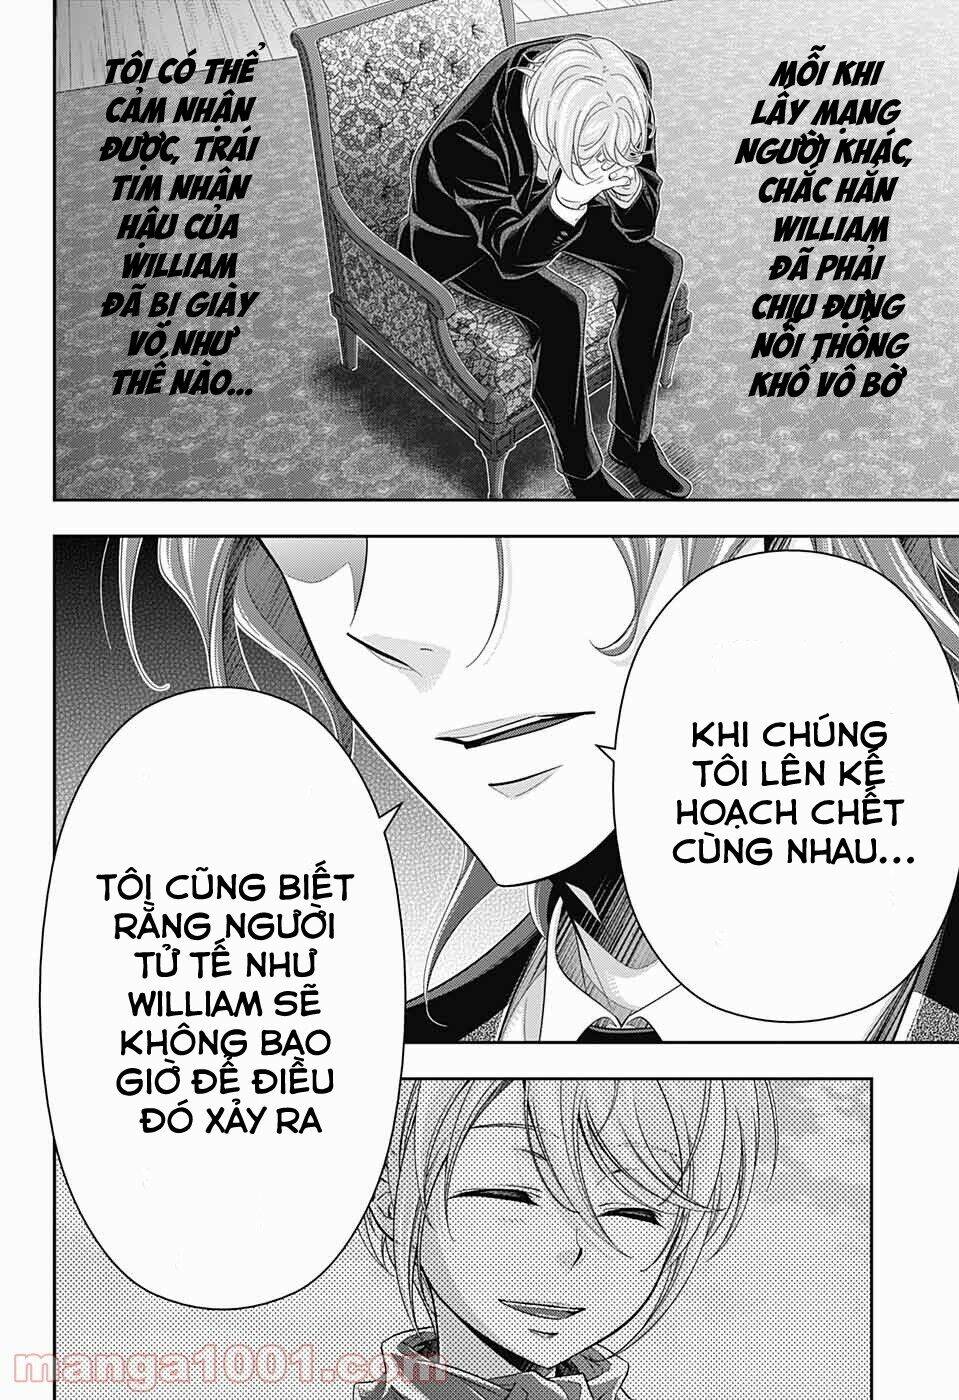 MỖI KHI
LẤY MẠNG
NGƯỜI KHÁC,
CHẮC HẲN
WILLIAM
ĐÃ PHẢI
CHỊU ĐỰNG
NỖI THỐNG
KHỔ VÔ BỜ
TÔI CÓ THỂ
CẢM NHẬN
ĐƯỢC, TRÁI
TIM NHÂN
HẬU CỦA
WILLIAM
ĐÃ BỊ GIÀY
VÒ NHƯ
THẾ NÀO...
KHI CHÚNG
TÔI LÊN KẾ
HOẠCH CHẾT
CÙNG NHAU...
TÔI CŨNG BIẾT
RẰNG NGƯỜI
TỬ TẾ NHƯ
WILLIAM SẼ
KHÔNG BAO
GIỜ ĐỂ ĐIỀU
ĐÓ XẢY RA
manga1001.com